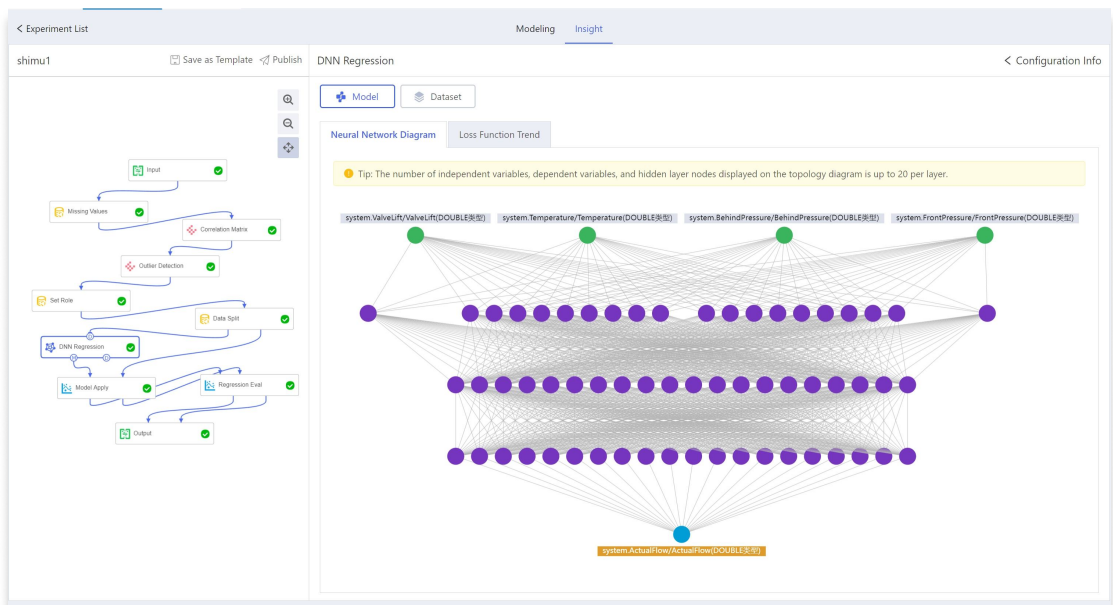 Experiment List
Modeling
Insight
shimu1
Save as Template
Publish
DNN Regression
Configuration Info
Model
Dataset
Neural Network Diagram
Loss Function Trend
Tip: The number of independent variables, dependent variables, and hidden layer nodes displayed on the topology diagram is up to 20 per layer.
Input
Missing Values
Correlation Matrix
Outlier Detection
Set Role
Data Split
DNN Regression
Model Apply
Regression Eval
Output
system.ValveLift/ValveLift(DOUBLE类型)
system.Temperature/Temperature(DOUBLE类型)
system.BehindPressure/BehindPressure(DOUBLE类型)
system.FrontPressure/FrontPressure(DOUBLE类型)
system.ActualFlow/ActualFlow(DOUBLE类型)